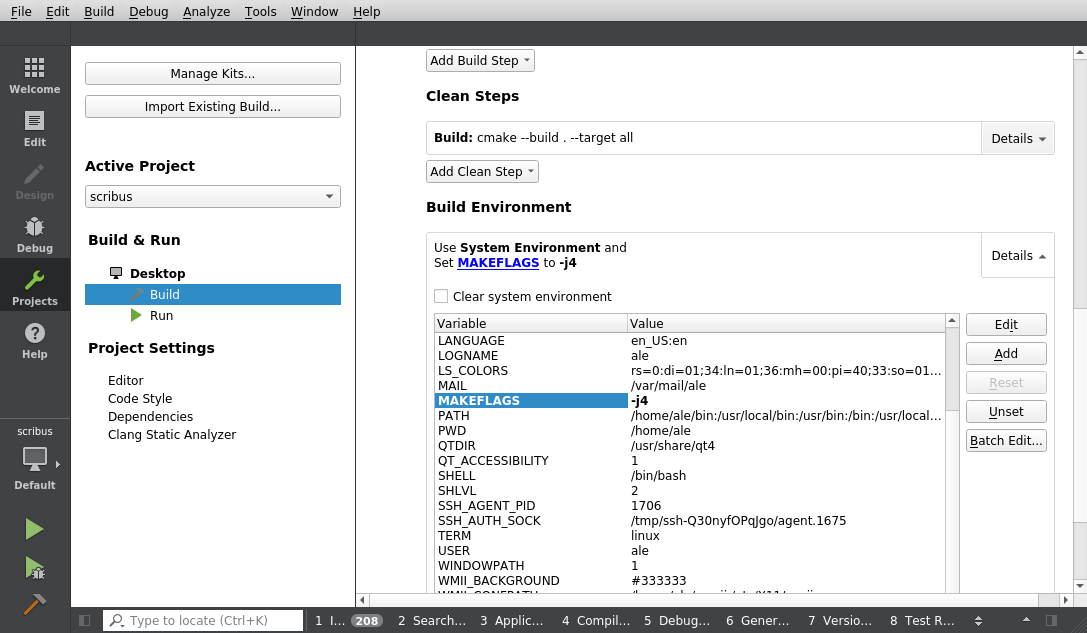 File Edit Build Debug Analyze Tools Window Help
Welcome
Edit
Design
Debug
Projects
Help
scribus
Default
Manage Kits...
Import Existing Build...
Active Project
scribus
Build & Run
Desktop
Build
Run
Project Settings
Editor
Code Style
Dependencies
Clang Static Analyzer
Add Build Step
Clean Steps
Build: cmake --build . --target all
Details
Add Clean Step
Build Environment
Use System Environment and
Set MAKEFLAGS to -j4
Details
Clear system environment
Variable Value
LANGUAGE en_US:en
LOGNAME ale
LS_COLORS rs=0:di=01;34:ln=01;36:mh=00:pi=40;33:so=01...
MAIL /var/mail/ale
MAKEFLAGS -j4
PATH /home/ale/bin:/usr/local/bin:/usr/bin:/bin:/usr/local...
PWD /home/ale
QTDIR /usr/share/qt4
QT_ACCESSIBILITY 1
SHELL /bin/bash
SHLVL 2
SSH_AGENT_PID 1706
SSH_AUTH_SOCK /tmp/ssh-Q30nyfOPqJgo/agent.1675
TERM linux
USER ale
WINDOWPATH 1
WMII_BACKGROUND #333333
Edit
Add
Reset
Unset
Batch Edit...
Type to locate (Ctrl+K)
1 I... 208 2 Search... 3 Applic... 4 Compil... 5 Debug... 6 Gener... 7 Versio... 8 Test R...